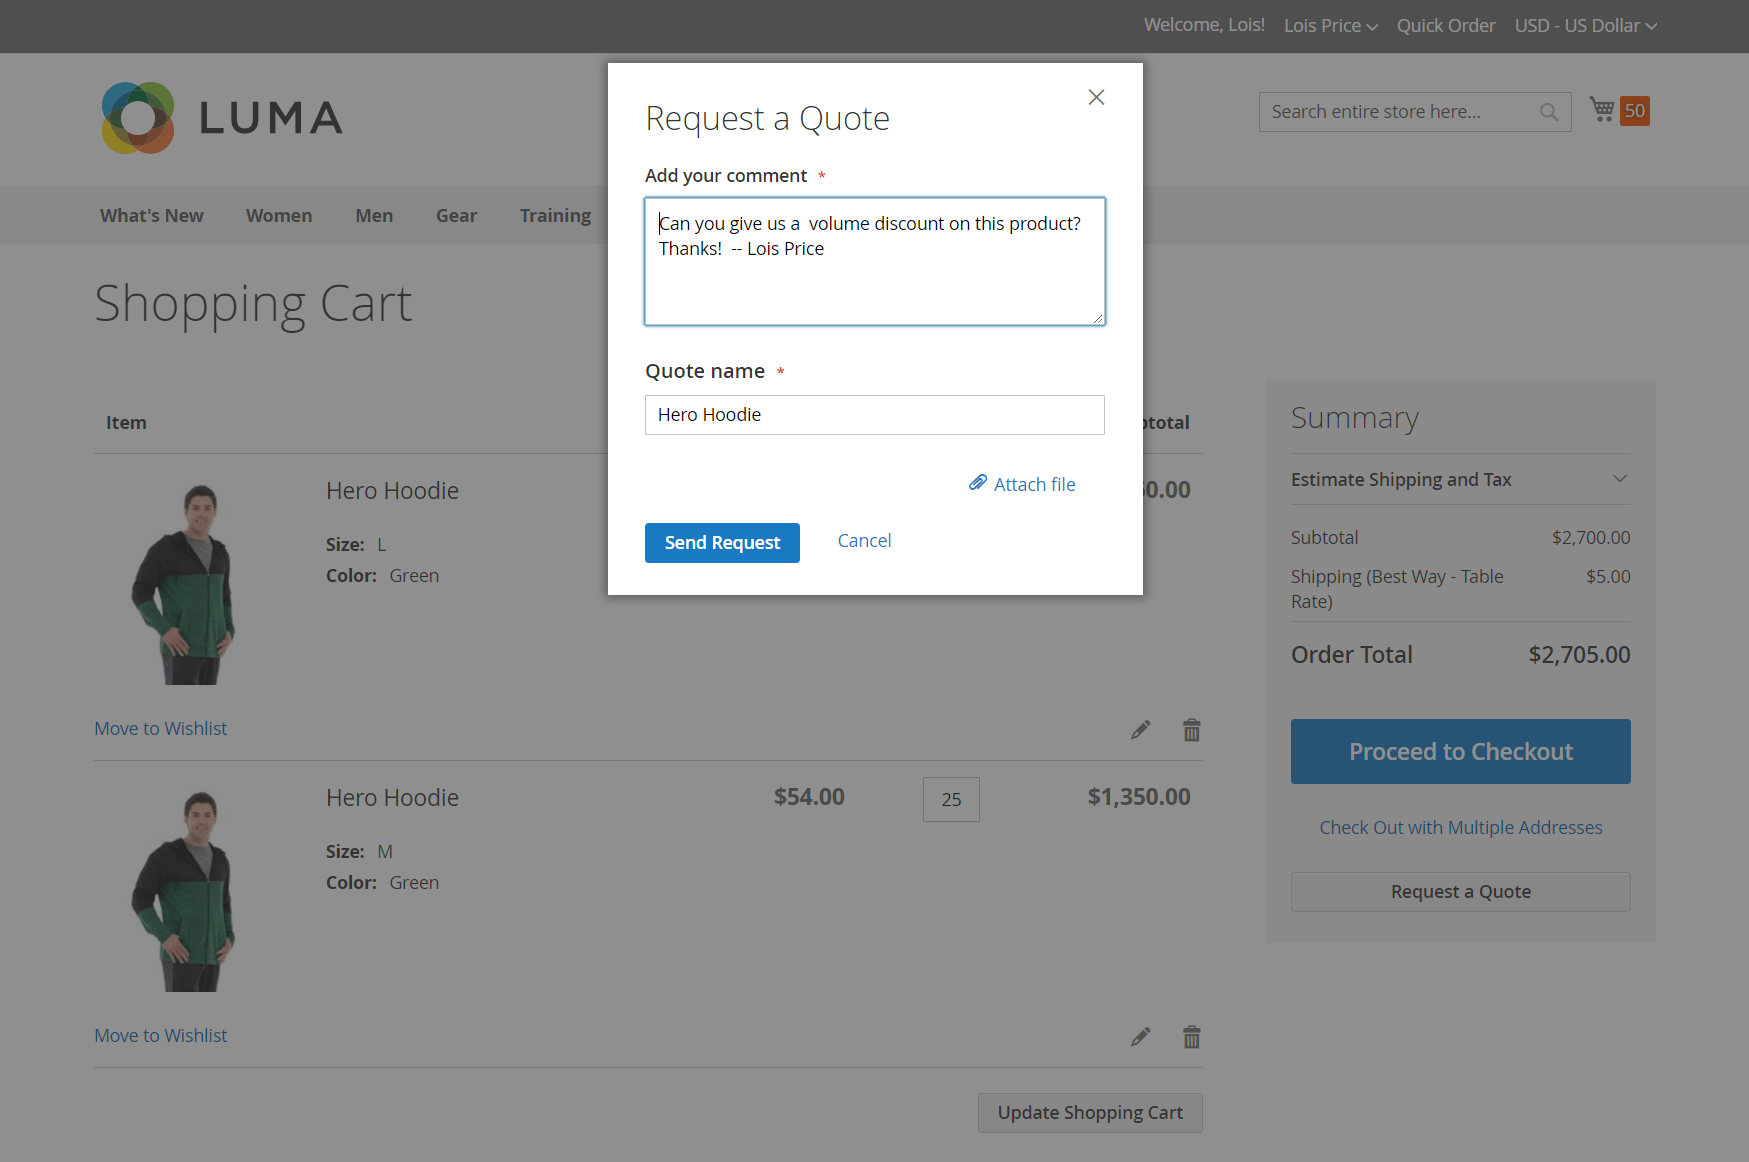 Welcome, Lois! Lois Price Quick Order USD - US Dollar
LUMA
Search entire store here...
50
What's New Women Men Gear Training
Shopping Cart
Request a Quote
Add your comment *
Can you give us a  volume discount on this product?
Thanks!  -- Lois Price
Quote name *
Hero Hoodie
Attach file
Send Request Cancel
Item
Hero Hoodie
Size: L
Color: Green
Move to Wishlist
Hero Hoodie $54.00 25 $1,350.00
Size: M
Color: Green
Move to Wishlist
Update Shopping Cart
Summary
Estimate Shipping and Tax
Subtotal $2,700.00
Shipping (Best Way - Table $5.00
Rate)
Order Total $2,705.00
Proceed to Checkout
Check Out with Multiple Addresses
Request a Quote